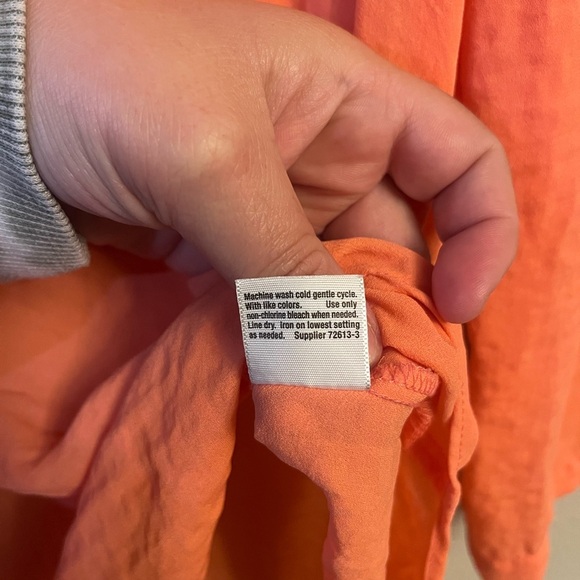 Machine wash cold gentle cycle.
With like colors. Use only
non-chlorine bleach when needed.
Line dry. Iron on lowest setting
as needed. Supplier 72613-3